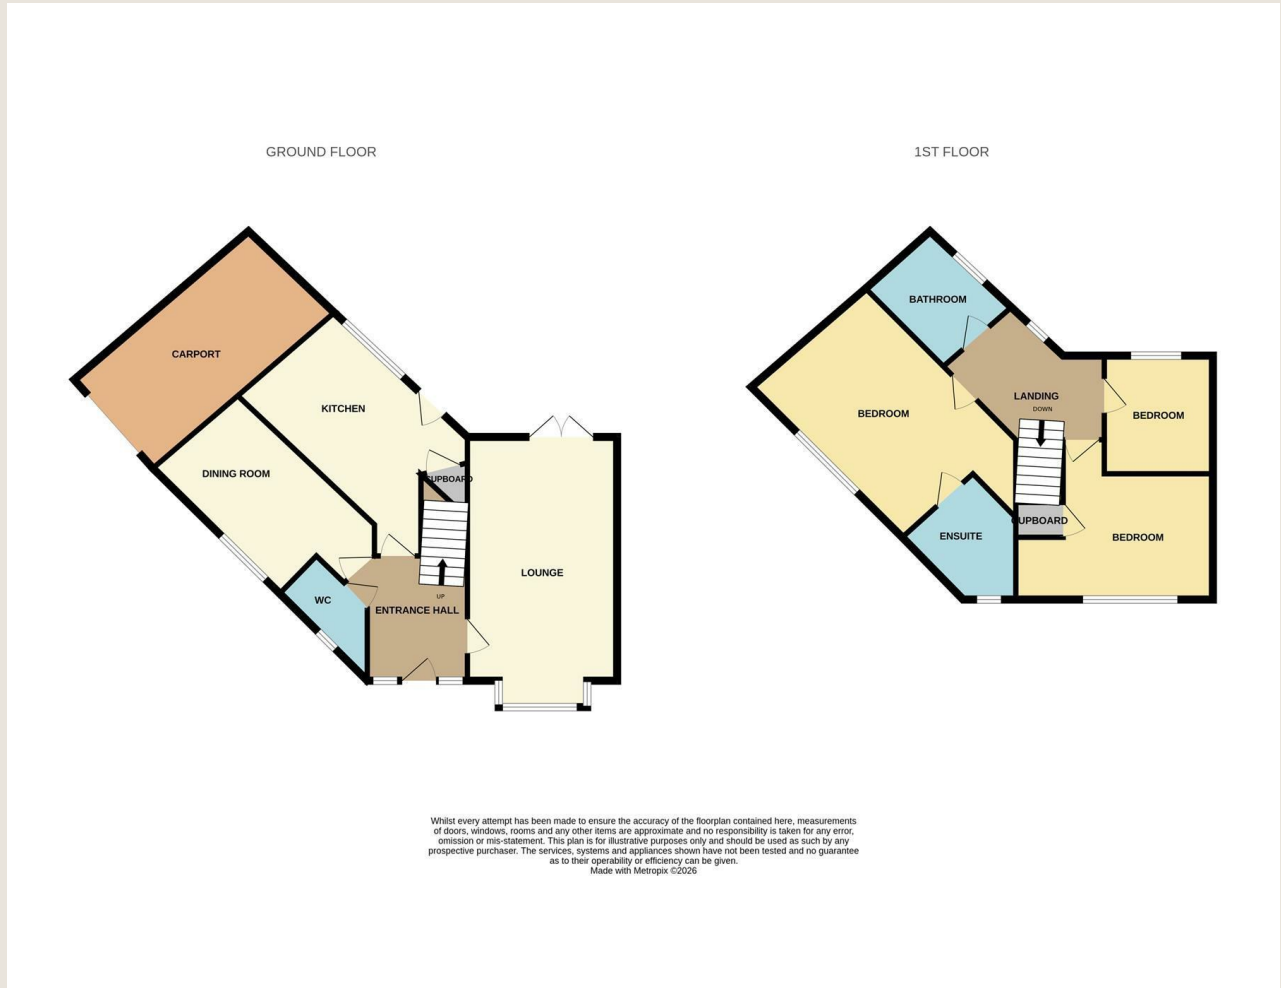 GROUND FLOOR
1ST FLOOR
CARPORT
KITCHEN
DINING ROOM
CUPBOARD
LOUNGE
WC
UP
ENTRANCE HALL
BATHROOM
LANDING
DOWN
BEDROOM
BEDROOM
CUPBOARD
ENSUITE
BEDROOM
Whilst every attempt has been made to ensure the accuracy of the floorplan contained here, measurements
of doors, windows, rooms and any other items are approximate and no responsibility is taken for any error,
omission or mis-statement. This plan is for illustrative purposes only and should be used as such by any
prospective purchaser. The services, systems and appliances shown have not been tested and no guarantee
as to their operability or efficiency can be given.
Made with Metropix ©2026